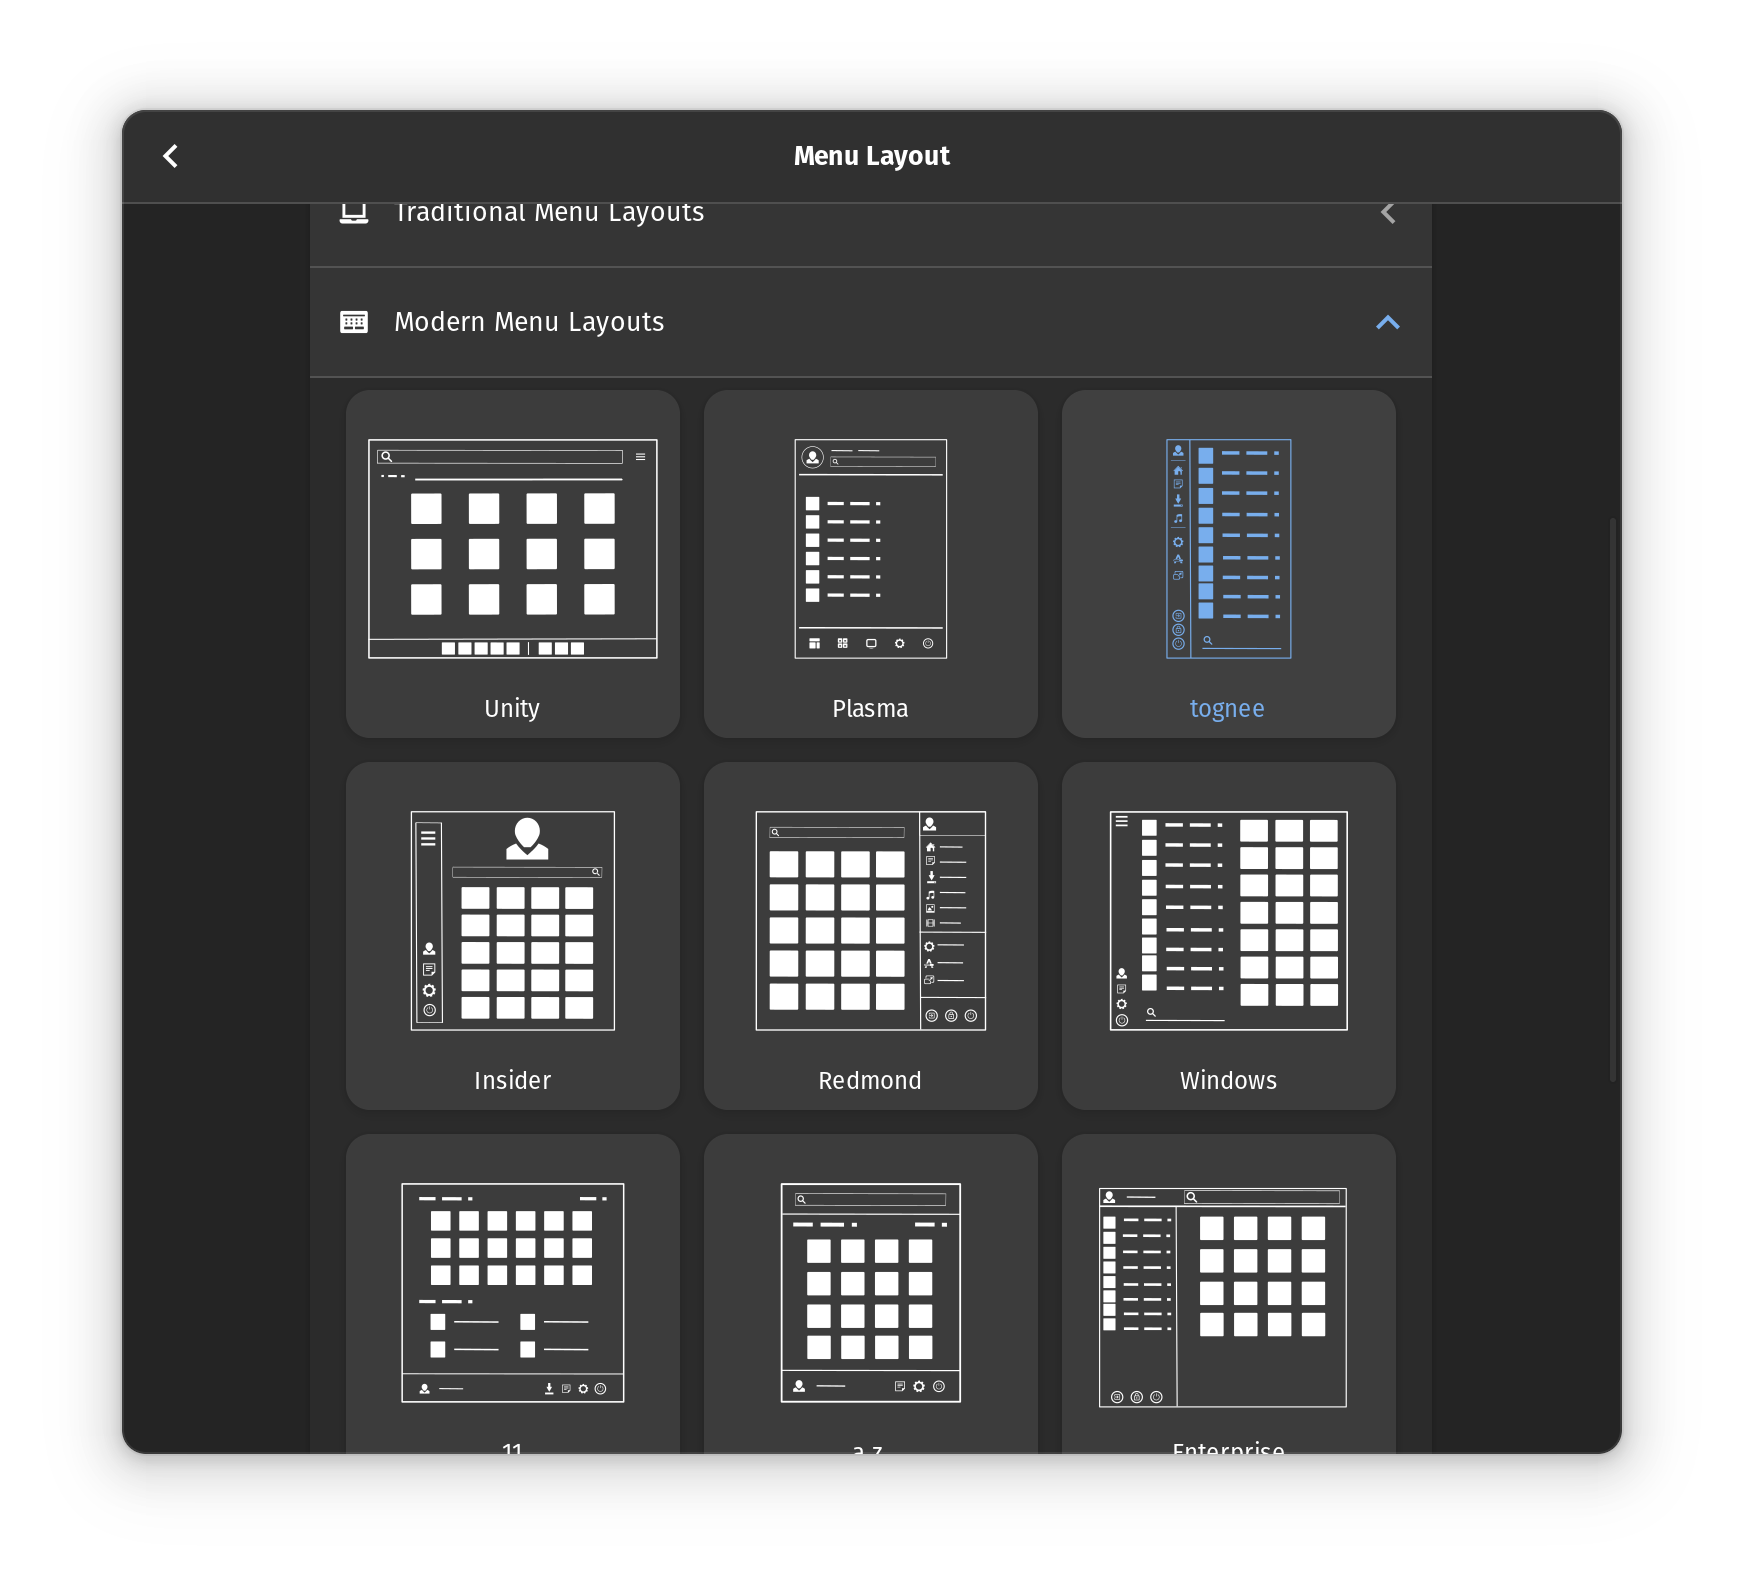 Menu Layout
Traditional Menu Layouts
Modern Menu Layouts
Unity
Plasma
tognee
Insider
Redmond
Windows
11
a.z
Enterprise